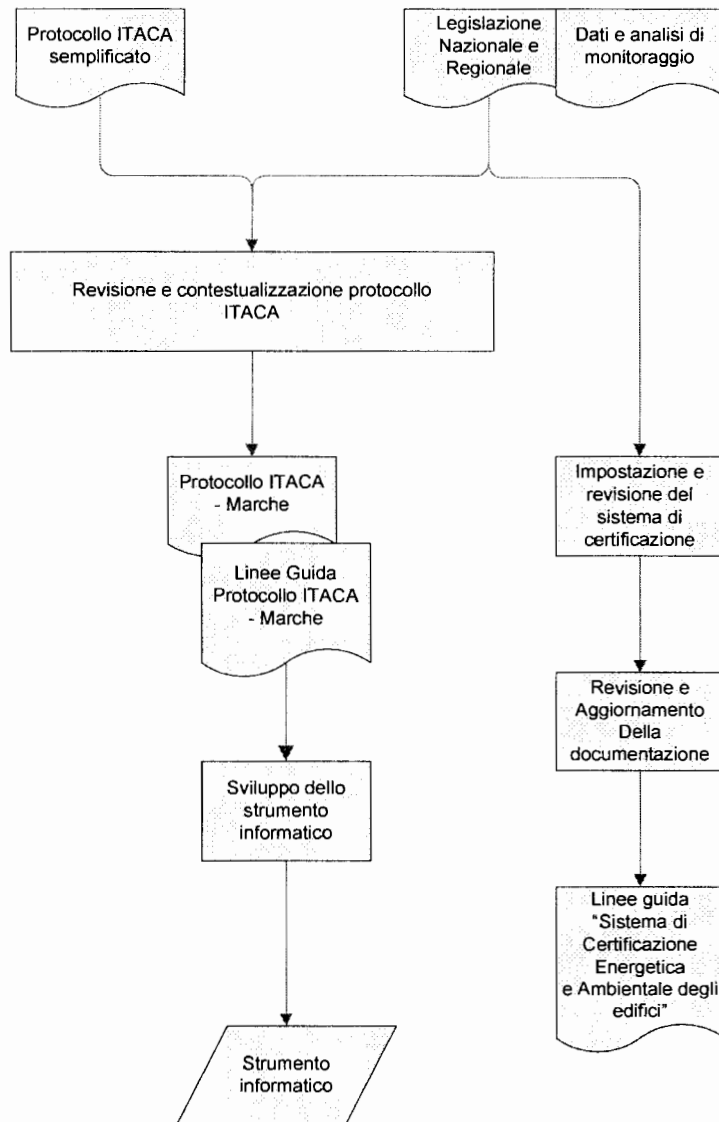 Protocollo ITACA
semplificato
Legislazione
Nazionale e
Regionale
Dati e analisi di
monitoraggio
Revisione e contestualizzazione protocollo
ITACA
Protocollo ITACA
- Marche
Linee Guida
Protocollo ITACA
- Marche
Impostazione e
revisione del
sistema di
certificazione
Revisione e
Aggiornamento
Della
documentazione
Sviluppo dello
strumento
informatico
Linee guida
"Sistema di
Certificazione
Energetica
e Ambientale degli
edifici"
Strumento
informatico